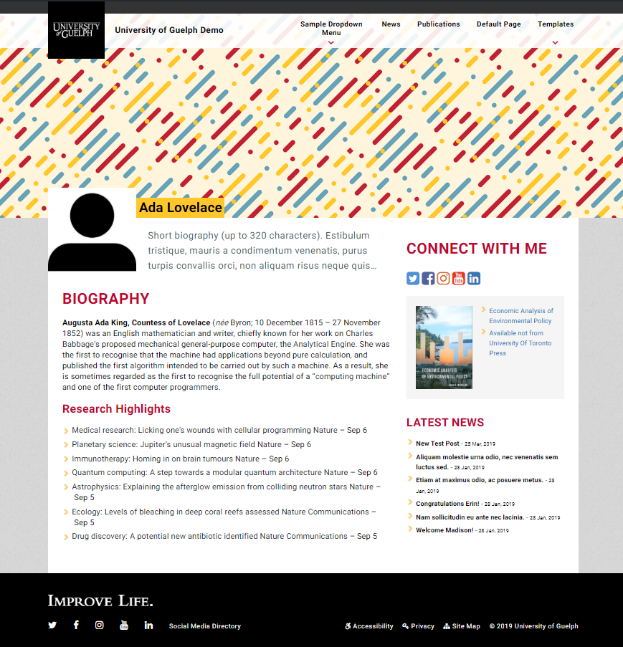 UNIVERSITY
of GUELPH
University of Guelph Demo
Sample Dropdown
Menu
News
Publications
Default Page
Templates
Ada Lovelace
Short biography (up to 320 characters). Estibulum
tristique, mauris a condimentum venenatis, purus
turpis convallis orci, non aliquam risus neque quis...
BIOGRAPHY
Augusta Ada King, Countess of Lovelace (née Byron; 10 December 1815 – 27 November
1852) was an English mathematician and writer, chiefly known for her work on Charles
Babbage's proposed mechanical general-purpose computer, the Analytical Engine. She was
the first to recognise that the machine had applications beyond pure calculation, and
published the first algorithm intended to be carried out by such a machine. As a result, she
is sometimes regarded as the first to recognise the full potential of a "computing machine"
and one of the first computer programmers.
Research Highlights
Medical research: Licking one's wounds with cellular programming Nature – Sep 6
Planetary science: Jupiter's unusual magnetic field Nature – Sep 6
Immunotherapy: Homing in on brain tumours Nature – Sep 6
Quantum computing: A step towards a modular quantum architecture Nature – Sep 6
Astrophysics: Explaining the afterglow emission from colliding neutron stars Nature –
Sep 5
Ecology: Levels of bleaching in deep coral reefs assessed Nature Communications –
Sep 6
Drug discovery: A potential new antibiotic identified Nature Communications – Sep 5
CONNECT WITH ME
ECONOMIC ANALYSIS
OF ENVIRONMENTAL POLICY
Economic Analysis of
Environmental Policy
Available not from
University Of Toronto
Press
LATEST NEWS
New Test Post - 25 Mar, 2019
Aliquam molestie urna odio, nec venenatis sem
luctus sed. - 28 Jan, 2019
Etiam at maximus odio, ac posuere metus. - 28
Jan, 2019
Congratulations Erin! - 28 Jan, 2019
Nam sollicitudin eu ante nec lacinia. - 28 Jan, 2019
Welcome Madison! - 28 Jan, 2019
IMPROVE LIFE.
Social Media Directory
Accessibility
Privacy
Site Map
© 2019 University of Guelph